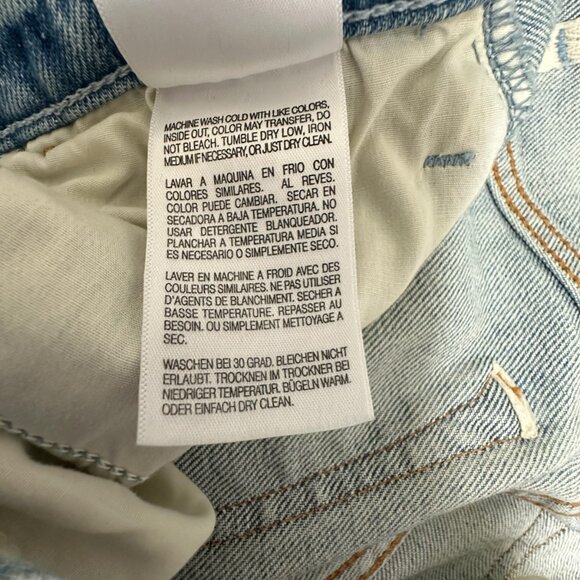 MACHINE WASH COLD WITH LIKE COLORS,
INSIDE OUT, COLOR MAY TRANSFER, DO
NOT BLEACH. TUMBLE DRY LOW, IRON
MEDIUM IF NECESSARY, OR JUST DRY CLEAN.
LAVAR A MAQUINA EN FRIO CON
COLORES SIMILARES. AL REVES.
COLOR PUEDE CAMBIAR. SECAR EN
SECADORA A BAJA TEMPERATURA. NO
USAR DETERGENTE BLANQUEADOR.
PLANCHAR A TEMPERATURA MEDIA SI
ES NECESARIO O SIMPLEMENTE SECO.
LAVER EN MACHINE A FROID AVEC DES
COULEURS SIMILAIRES. NE PAS UTILISER
D'AGENTS DE BLANCHIMENT. SECHER A
BASSE TEMPERATURE. REPASSER AU
BESOIN. OU SIMPLEMENT METTOYAGE A
SEC.
WASCHEN BEI 30 GRAD. BLEICHEN NICHT
ERLAUBT. TROCKNEN IM TROCKNER BEI
NIEDRIGER TEMPERATUR. BÜGELN WARM.
ODER EINFACH DRY CLEAN.